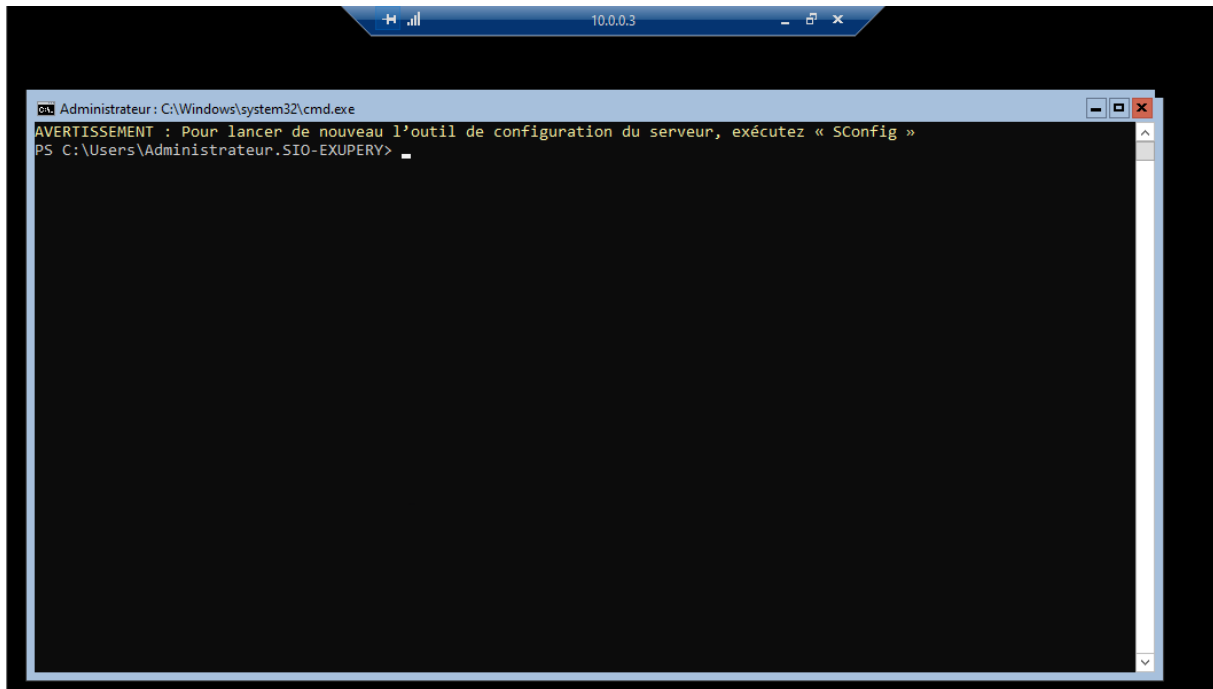 10.0.0.3
Administrateur : C:\Windows\system32\cmd.exe
AVERTISSEMENT : Pour lancer de nouveau l’outil de configuration du serveur, exécutez « SConfig »
PS C:\Users\Administrateur.SIO-EXUPERY>